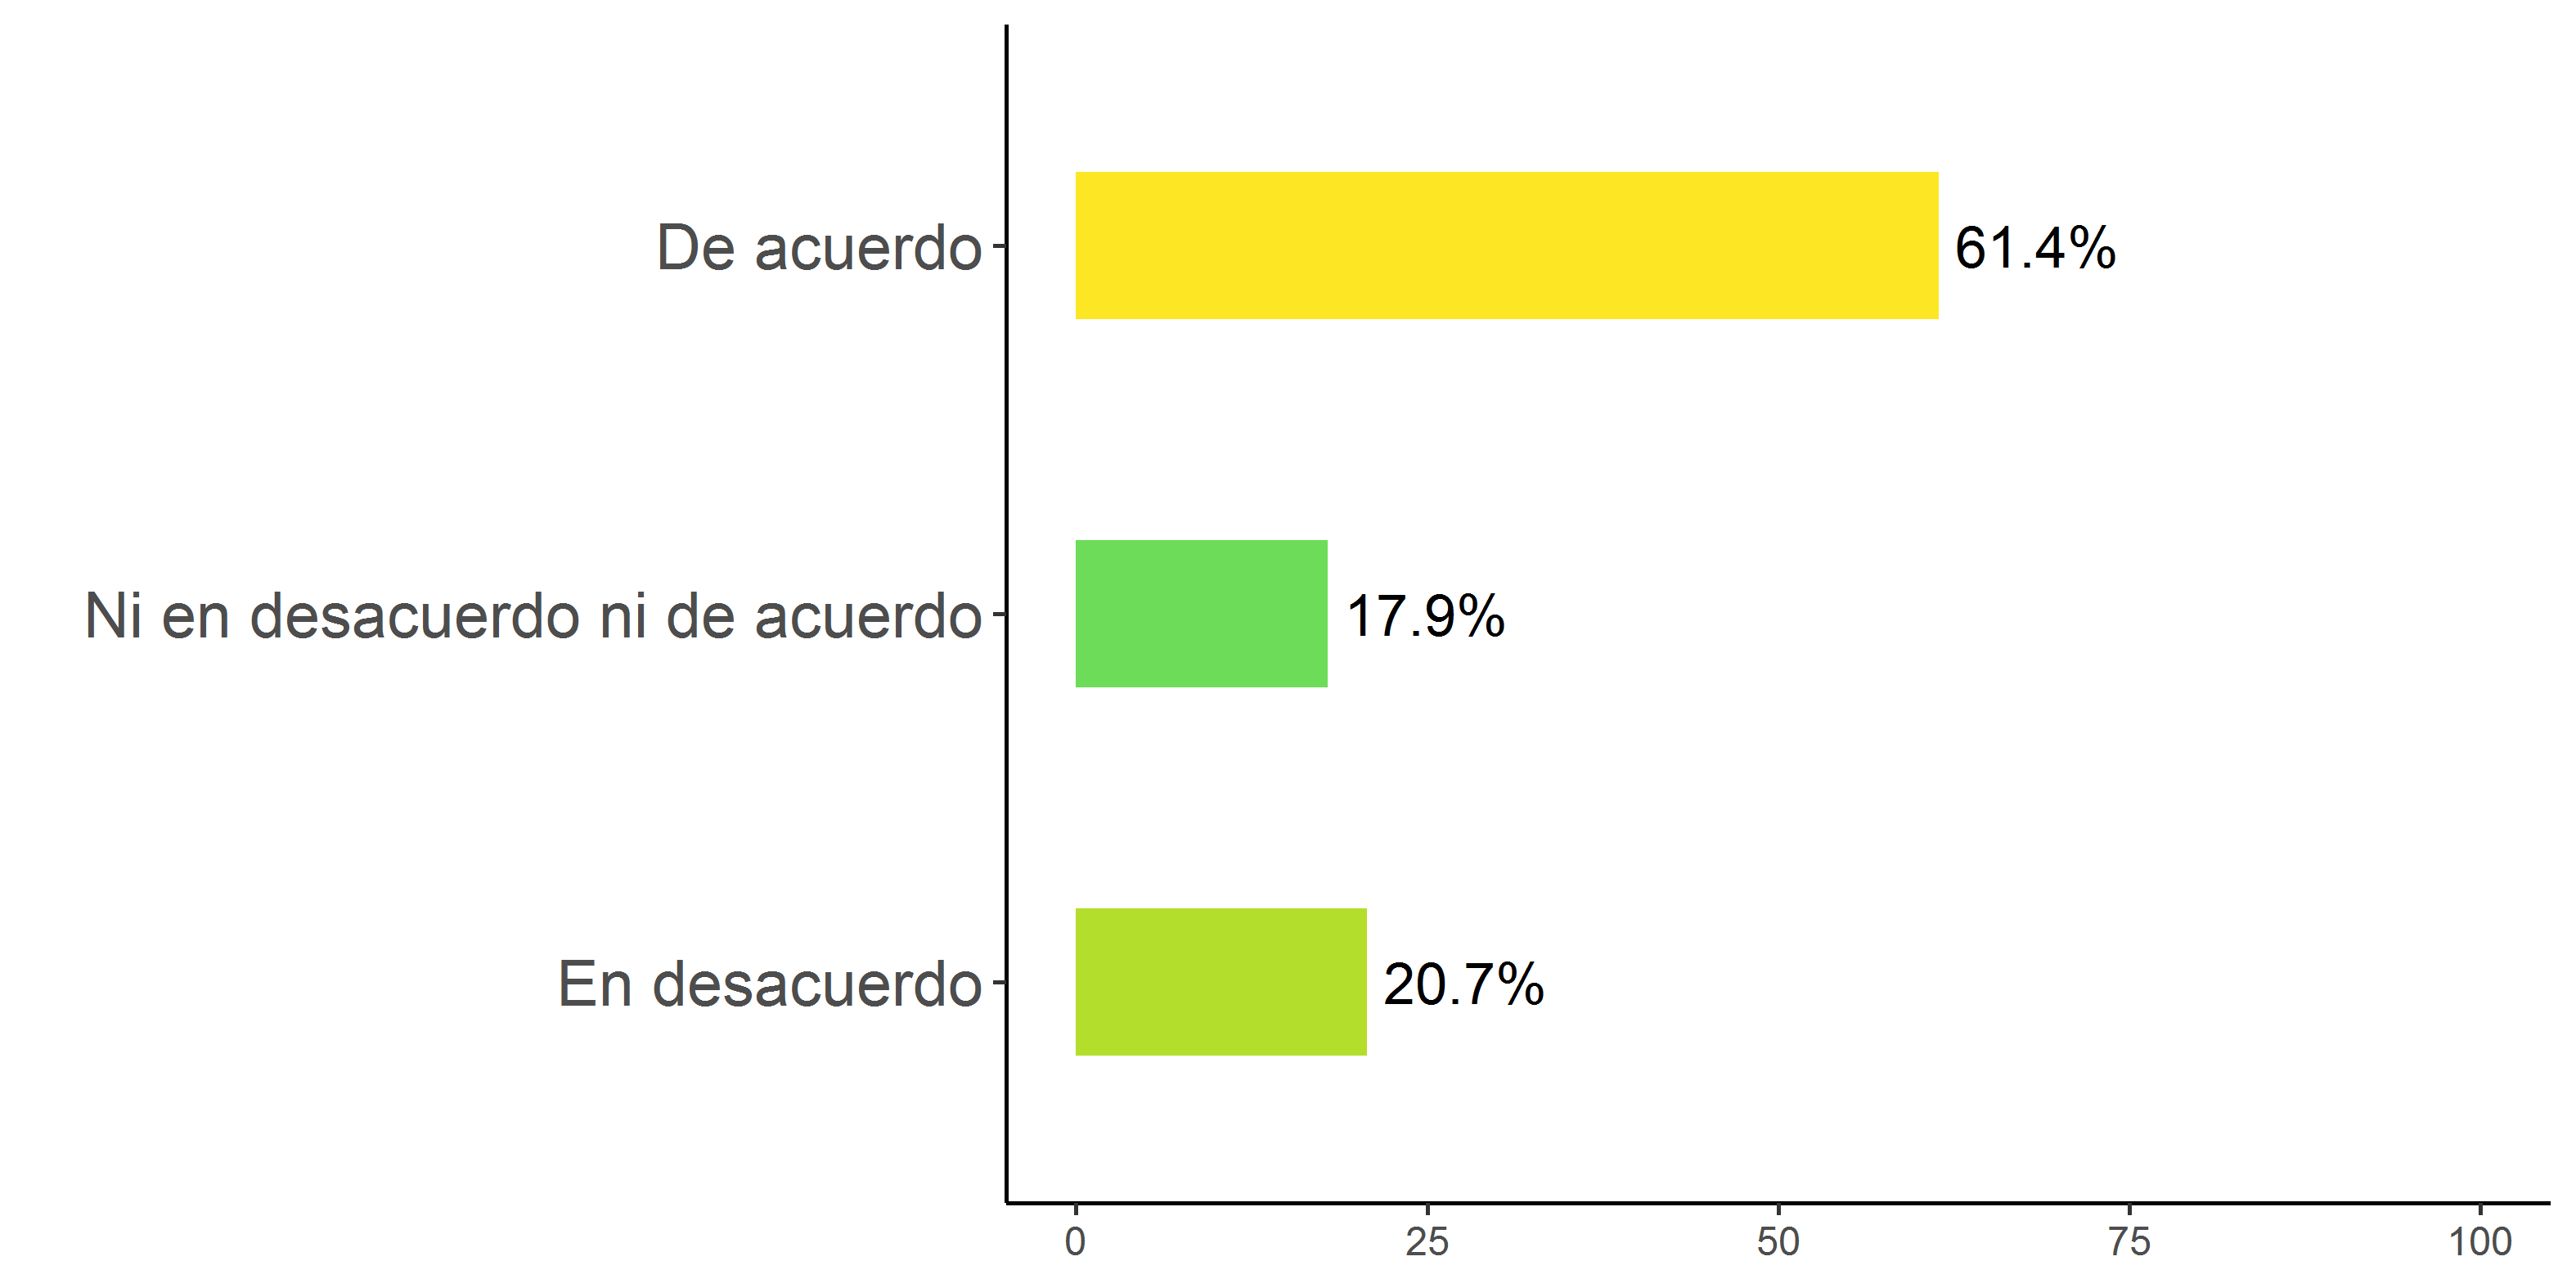 De acuerdo 61.4%
Ni en desacuerdo ni de acuerdo 17.9%
En desacuerdo 20.7%
0 25 50 75 100